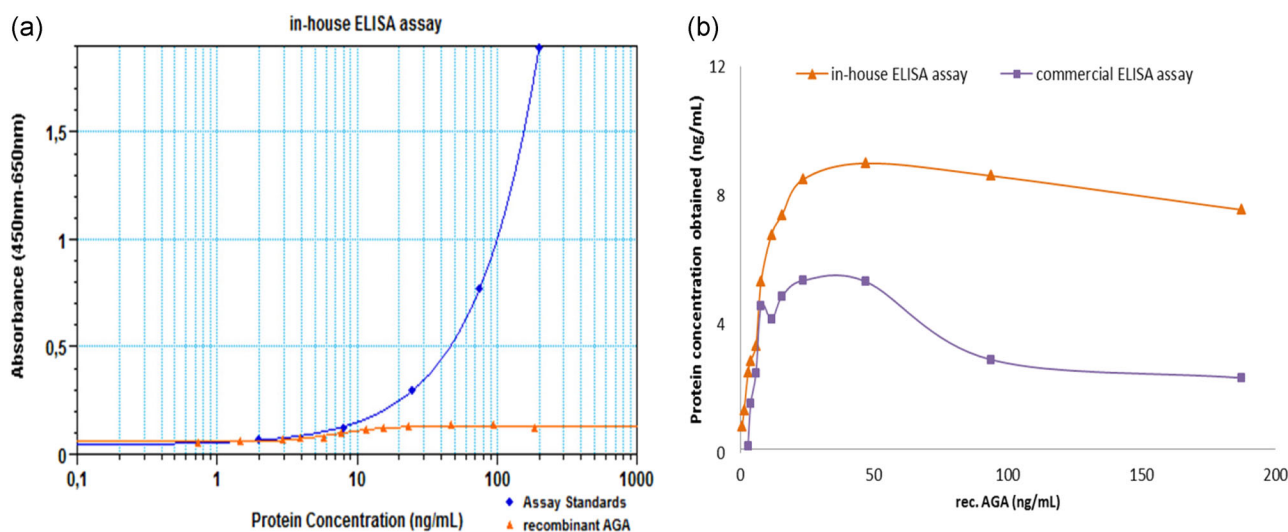 (a)
in-house ELISA assay
Absorbance (450nm-650nm)
1,5
1
0,5
0
0,1
1
10
100
1000
Protein Concentration (ng/mL)
Assay Standards
recombinant AGA
(b)
in-house ELISA assay
commercial ELISA assay
Protein concentration obtained (ng/mL)
12
8
4
0
0
50
100
150
200
rec. AGA (ng/mL)